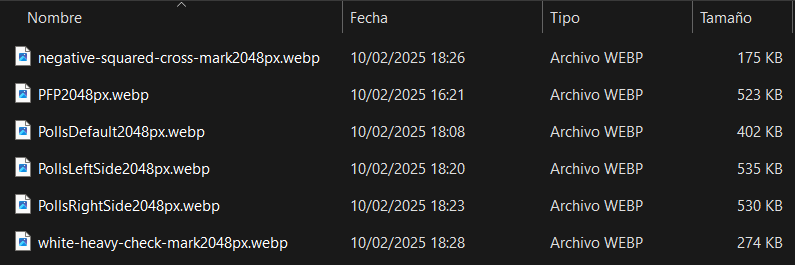 Nombre Fecha Tipo Tamaño
negative-squared-cross-mark2048px.webp 10/02/2025 18:26 Archivo WEBP 175 KB
PFP2048px.webp 10/02/2025 16:21 Archivo WEBP 523 KB
PollsDefault2048px.webp 10/02/2025 18:08 Archivo WEBP 402 KB
PollsLeftSide2048px.webp 10/02/2025 18:20 Archivo WEBP 535 KB
PollsRightSide2048px.webp 10/02/2025 18:23 Archivo WEBP 530 KB
white-heavy-check-mark2048px.webp 10/02/2025 18:28 Archivo WEBP 274 KB